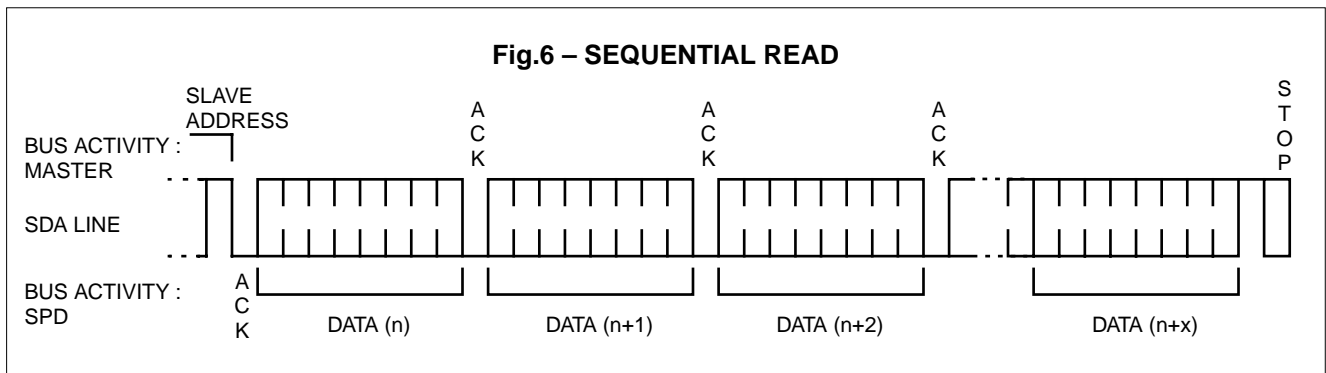 Fig.6 – SEQUENTIAL READ
SLAVE
ADDRESS
A
C
K
A
C
K
A
C
K
S
T
O
P
BUS ACTIVITY :
MASTER
SDA LINE
BUS ACTIVITY :
SPD
A
C
K
DATA (n)
DATA (n+1)
DATA (n+2)
DATA (n+x)